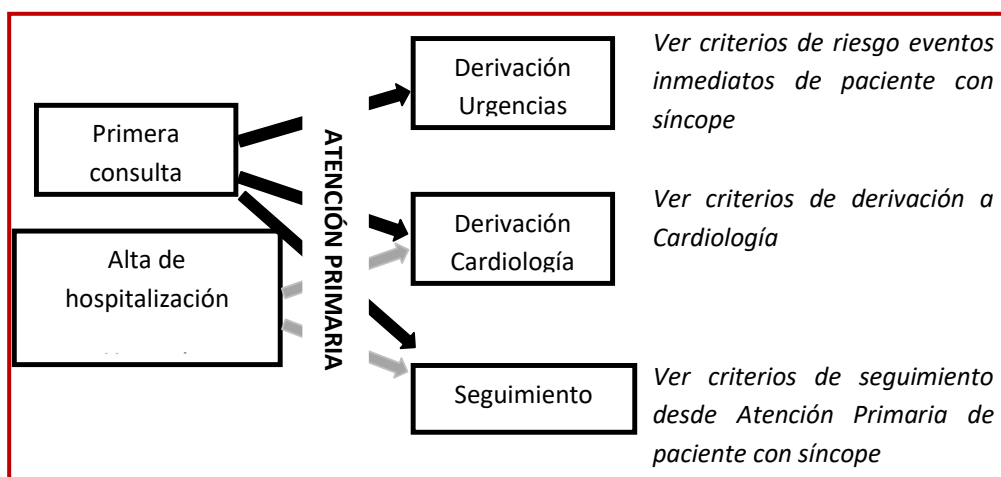 Primera
consulta
Alta de
hospitalización
ATENCIÓN PRIMARIA
Derivación
Urgencias
Ver criterios de riesgo eventos
inmediatos de paciente con
síncope
Derivación
Cardiología
Ver criterios de derivación a
Cardiología
Seguimiento
Ver criterios de seguimiento
desde Atención Primaria de
paciente con síncope